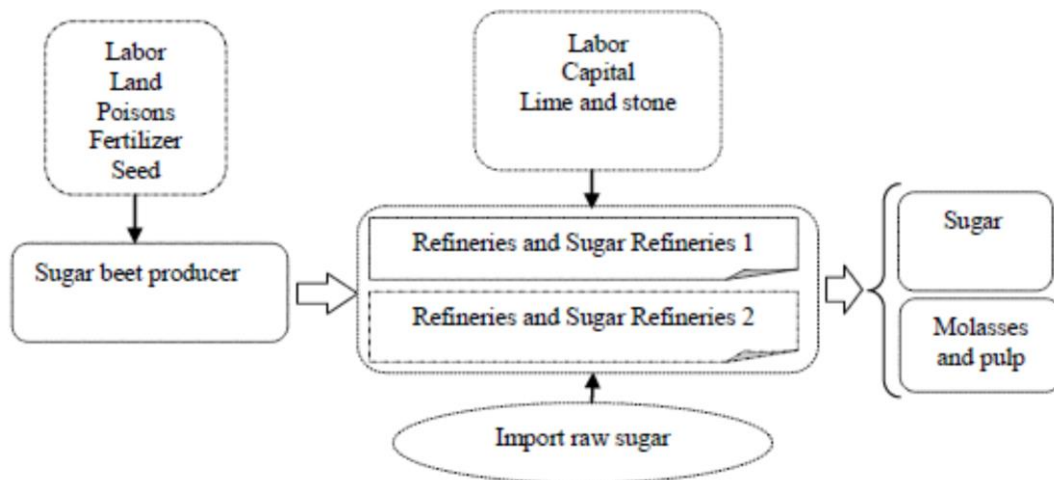 Labor
Land
Poisons
Fertilizer
Seed
Labor
Capital
Lime and stone
Sugar beet producer
Refineries and Sugar Refineries 1
Refineries and Sugar Refineries 2
Sugar
Molasses
and pulp
Import raw sugar